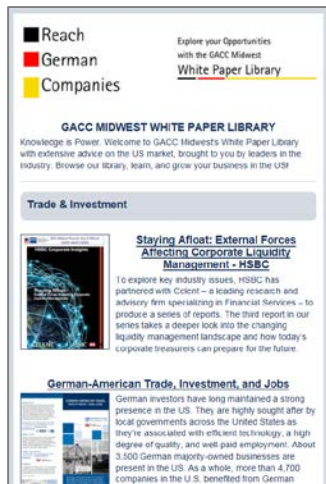 Reach
German
Companies
Explore your Opportunities
with the GACC Midwest
White Paper Library
GACC MIDWEST WHITE PAPER LIBRARY
Knowledge is Power. Welcome to GACC Midwest's White Paper Library
with extensive advice on the US market, brought to you by leaders in the
industry. Browse our library, learn, and grow your business in the US!
Trade & Investment
Staying Afloat: External Forces
Affecting Corporate Liquidity
Management - HSBC
To explore key industry issues, HSBC has
partnered with Celent – a leading research and
advisory firm specializing in Financial Services – to
produce a series of reports. The third report in our
series takes a deeper look into the changing
liquidity management landscape and how today's
corporate treasurers can prepare for the future.
HSBC Corporate Insights
CELENT
HSBC
German-American Trade, Investment, and Jobs
German investors have long maintained a strong
presence in the US. They are highly sought after by
local governments across the United States as
they're associated with efficient technology, a high
degree of quality, and well paid employment. About
3,500 German majority-owned businesses are
present in the US. As a whole, more than 4,700
companies in the U.S. benefited from German